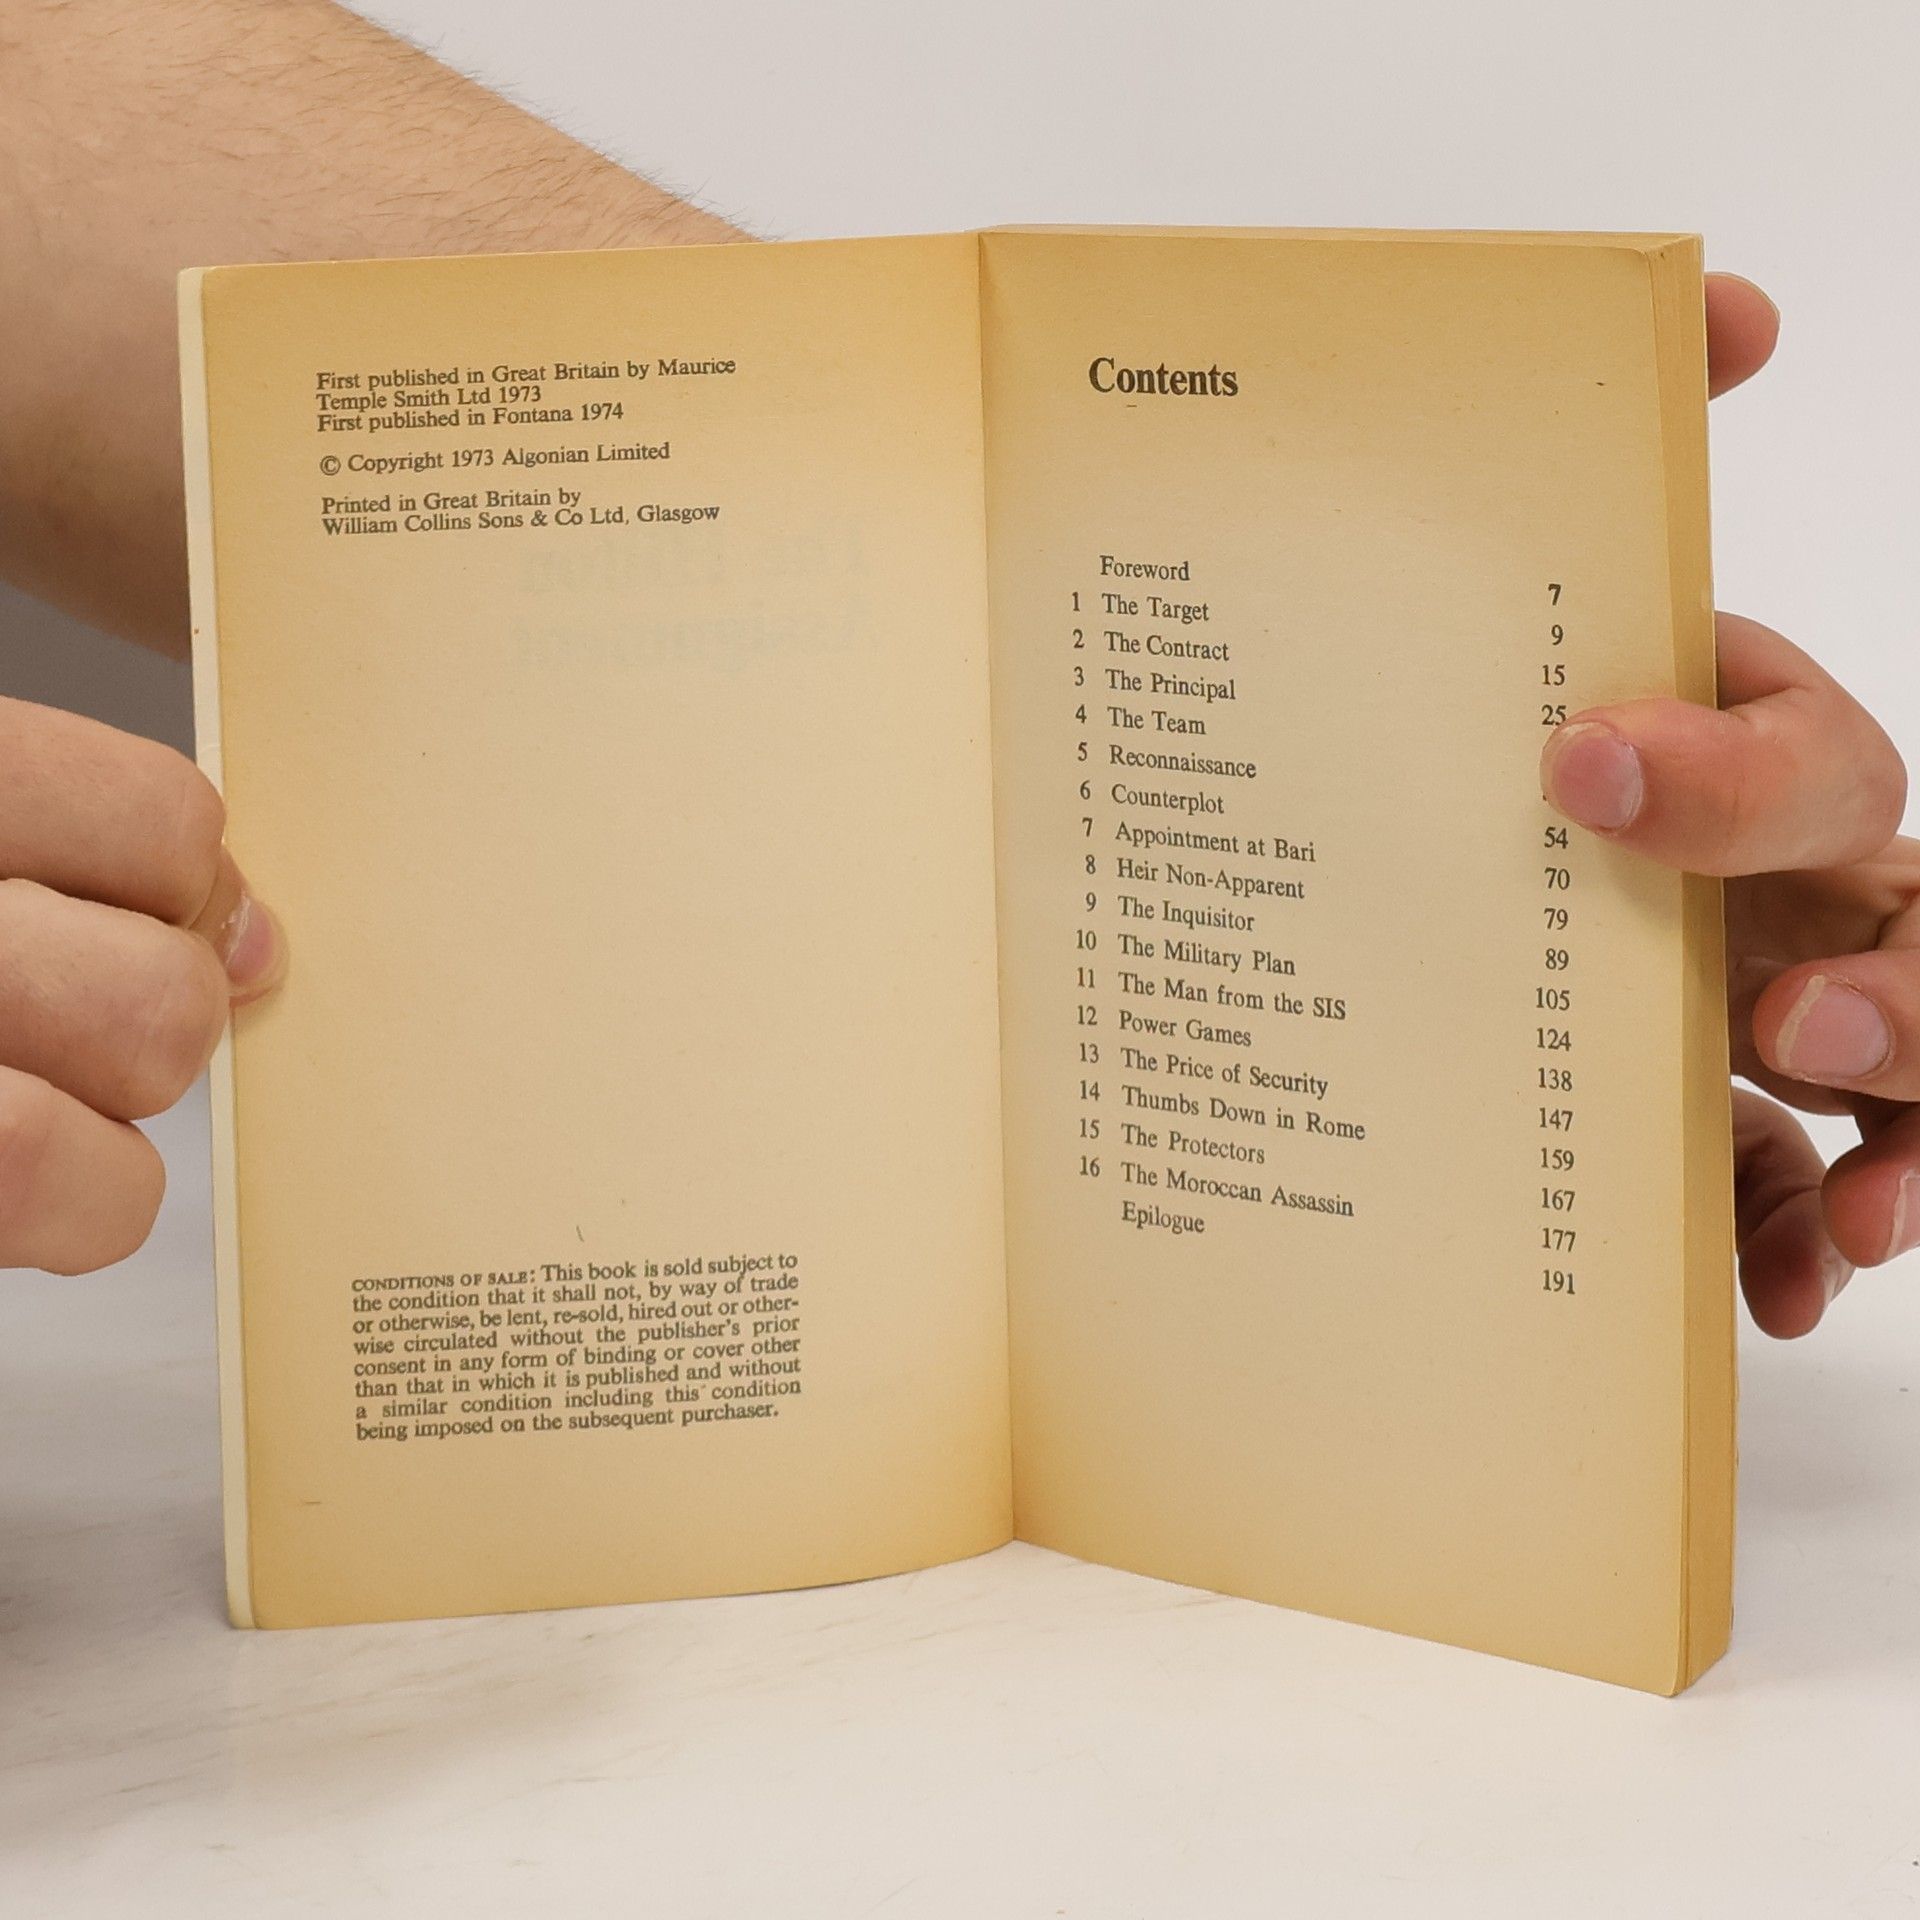 First published in Great Britain by Maurice
Temple Smith Ltd 1973
First published in Fontana 1974
© Copyright 1973 Algonian Limited
Printed in Great Britain by
William Collins Sons & Co Ltd, Glasgow
CONDITIONS OF SALE: This book is sold subject to
the condition that it shall not, by way of trade
or otherwise, be lent, re-sold, hired out or other-
wise circulated without the publisher's prior
consent in any form of binding or cover other
than that in which it is published and without
a similar condition including this condition
being imposed on the subsequent purchaser.
Contents
Foreword 7
1 The Target 9
2 The Contract 15
3 The Principal 25
4 The Team
5 Reconnaissance
6 Counterplot 54
7 Appointment at Bari 70
8 Heir Non-Apparent 79
9 The Inquisitor 89
10 The Military Plan 105
11 The Man from the SIS 124
12 Power Games 138
13 The Price of Security 147
14 Thumbs Down in Rome 159
15 The Protectors 167
16 The Moroccan Assassin 177
Epilogue 191